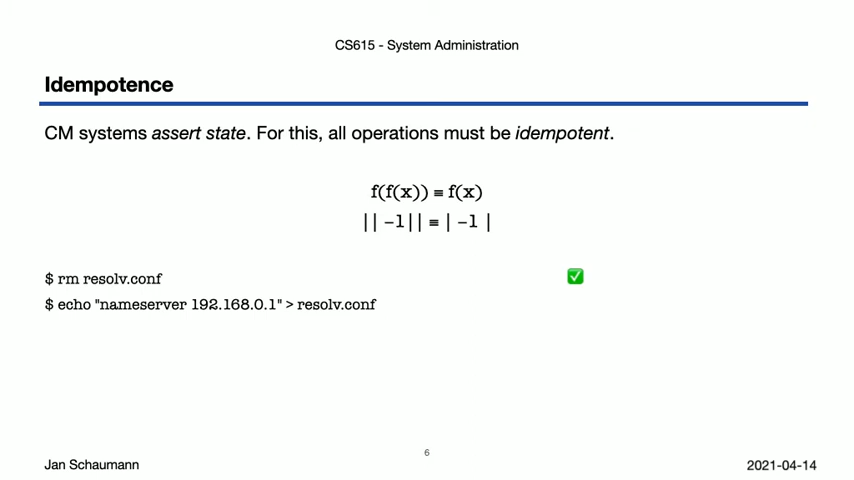 CS615 - System Administration
Idempotence
CM systems assert state. For this, all operations must be idempotent.
f(f(x)) ≡ f(x)
|| −1|| ≡ | −1 |
$ rm resolv.conf ✅
$ echo "nameserver 192.168.0.1" > resolv.conf
6
Jan Schaumann
2021-04-14